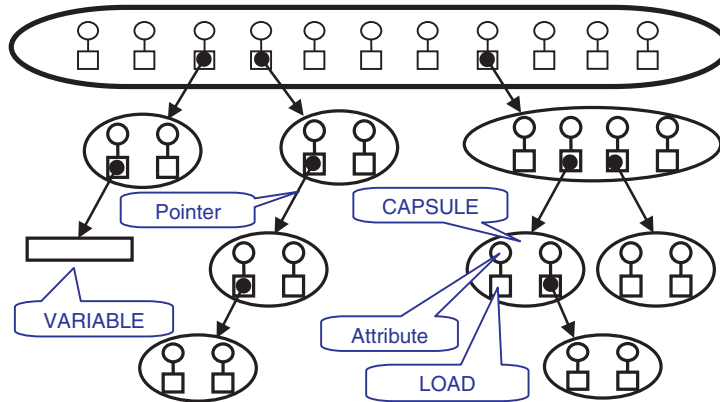 Pointer
CAPSULE
VARIABLE
Attribute
LOAD